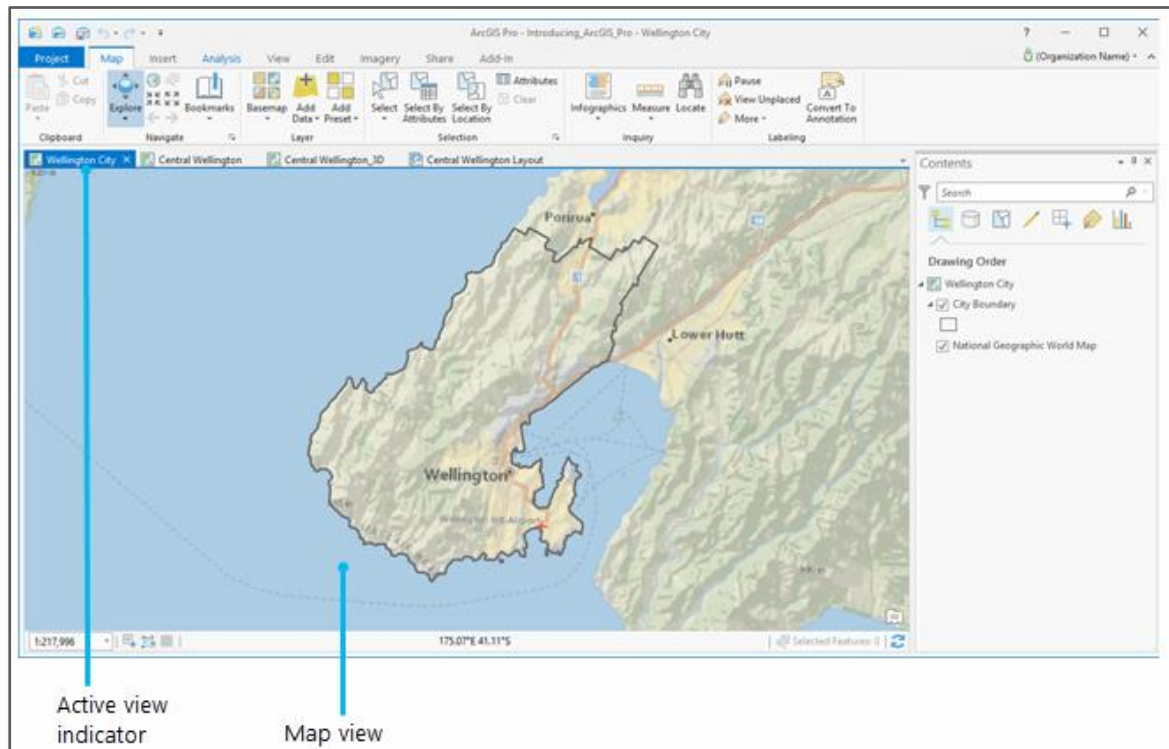 ArcGIS Pro - Introducing_ArcGIS_Pro - Wellington City
?
Project Map Insert Analysis View Edit Imagery Share Add-In
(Organization Name)
Paste Cut Copy
Explore Bookmarks
Basemap Add Data Add Preset
Select Select By Attributes Select By Location Attributes Clear
Infographics Measure Locate
Pause View Unplaced More Convert To Annotation
Clipboard Navigate Layer Selection Inquiry Labeling
Wellington City Central Wellington Central Wellington_3D Central Wellington Layout
Contents
Search
Drawing Order
Wellington City
City Boundary
National Geographic World Map
Porirua
Lower Hutt
Wellington
1:217,996
175.07°E 41.11°S
Selected Features: 0
Active view
indicator
Map view